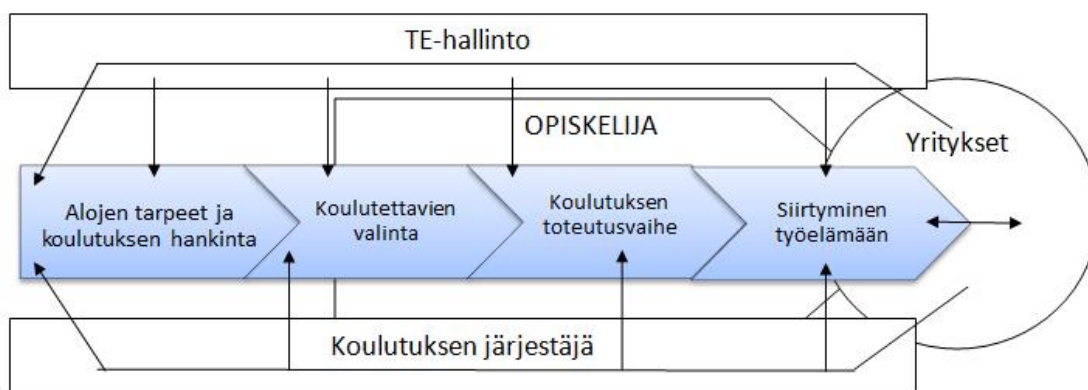 TE-hallinto
OPISKELIJA
Yritykset
Alojen tarpeet ja
koulutuksen hankinta
Koulutettavien
valinta
Koulutuksen
toteutusvaihe
Siirtyminen
työelämään
Koulutuksen järjestäjä